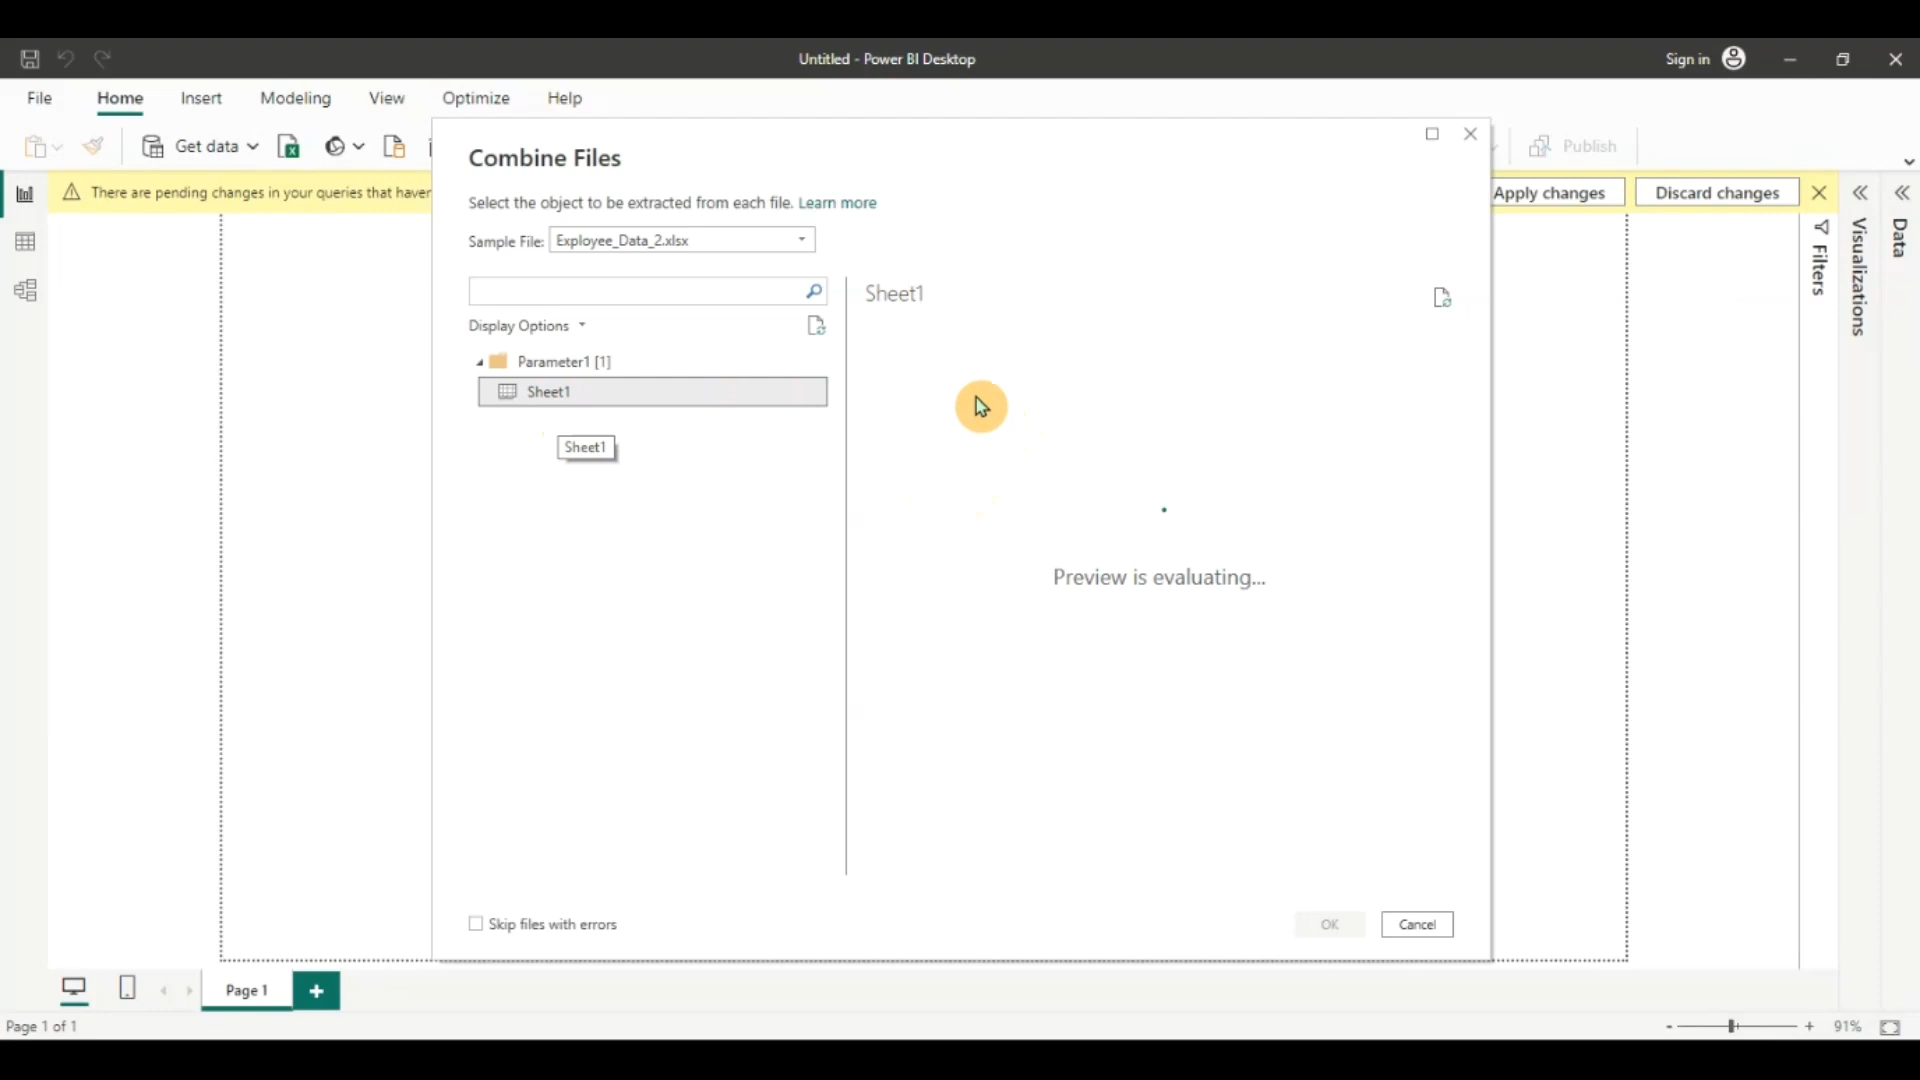 Untitled - Power BI Desktop
Sign in
File Home Insert Modeling View Optimize Help
Get data
Publish
Combine Files
There are pending changes in your queries that haven
Apply changes
Discard changes
Select the object to be extracted from each file. Learn more
Sample File: Exployee_Data_2.xlsx
Sheet1
Display Options
Parameter1 [1]
Sheet1
Sheet1
Preview is evaluating...
Skip files with errors
OK
Cancel
Filters
Visualizations
Data
Page 1
Page 1 of 1
91%